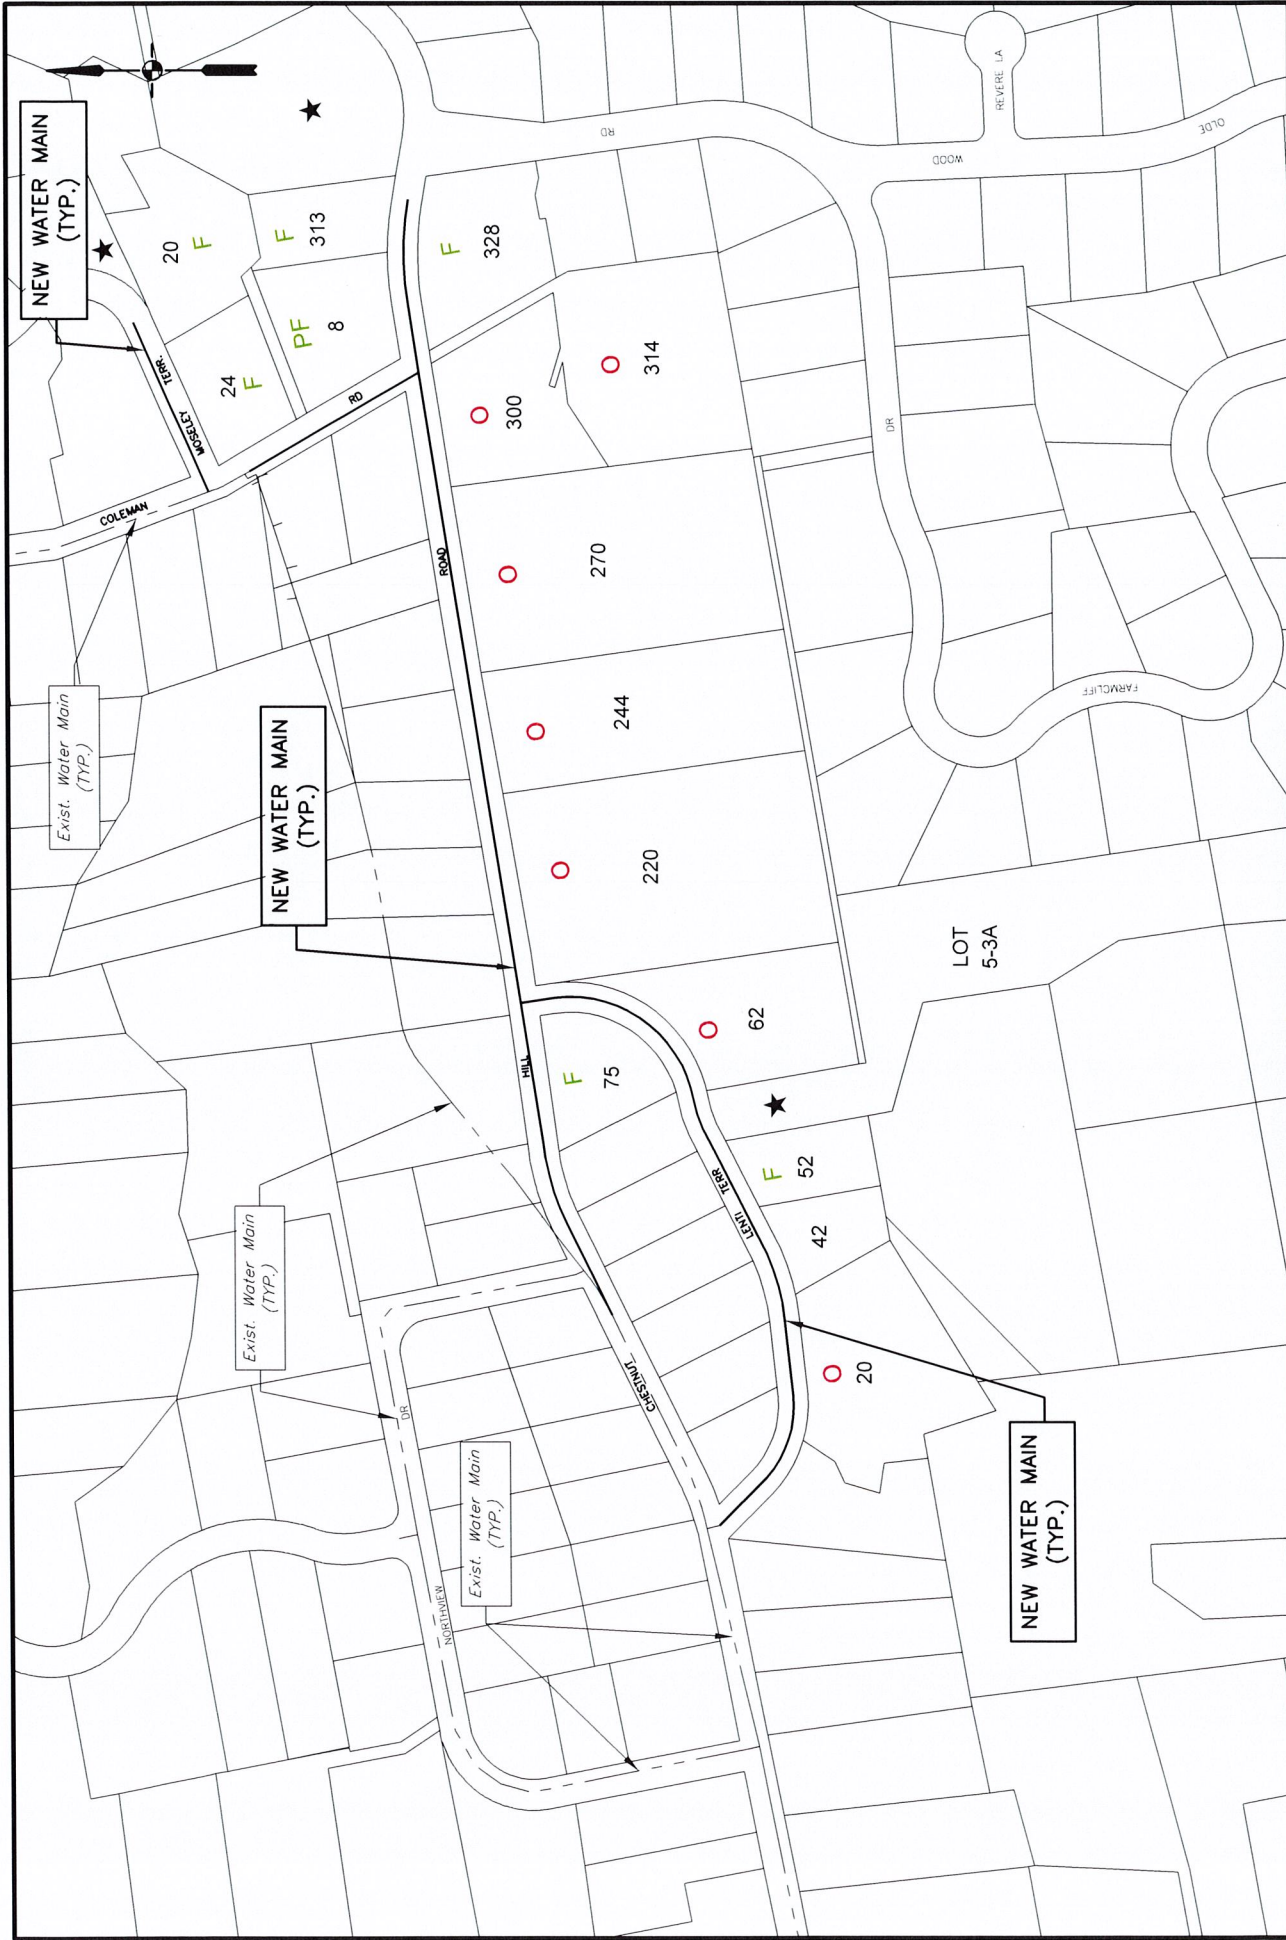 NEW WATER MAIN
(TYP.)
20
F
F
313
24
F
PF
8
F
328
MOSELEY
TERR.
COLEMAN
RD
Exist. Water Main
(TYP.)
O
300
O
314
RD
WOOD
OLDE
REVERE LA
NEW WATER MAIN
(TYP.)
ROAD
O
270
O
244
O
220
DR
FARMCLIFF
HILL
F
75
O
62
LOT
5-3A
Exist. Water Main
(TYP.)
F
52
42
LENTI
TERR
CHESTNUT
O
20
DR
NORTHVIEW
Exist. Water Main
(TYP.)
NEW WATER MAIN
(TYP.)